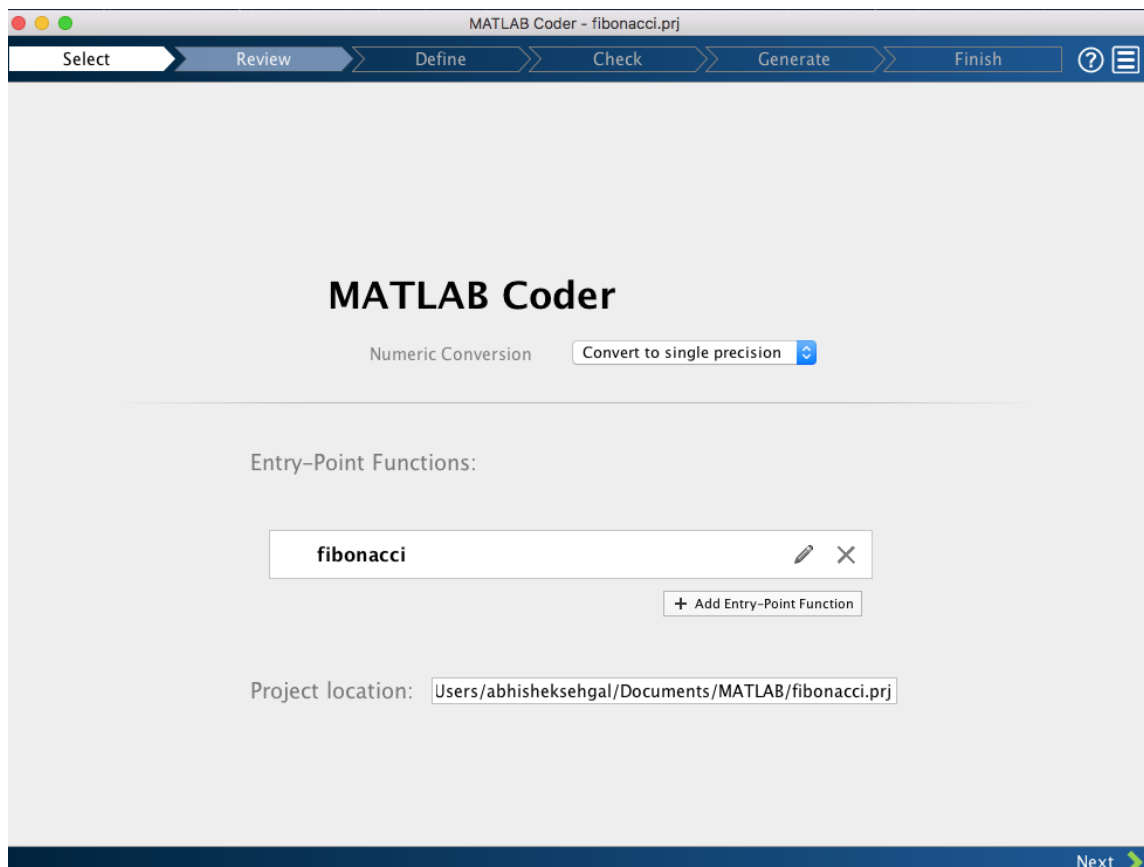 MATLAB Coder - fibonacci.prj
Select Review Define Check Generate Finish ?
MATLAB Coder
Numeric Conversion Convert to single precision
Entry-Point Functions:
fibonacci
+ Add Entry-Point Function
Project location: Users/abhisheksehgal/Documents/MATLAB/fibonacci.prj
Next